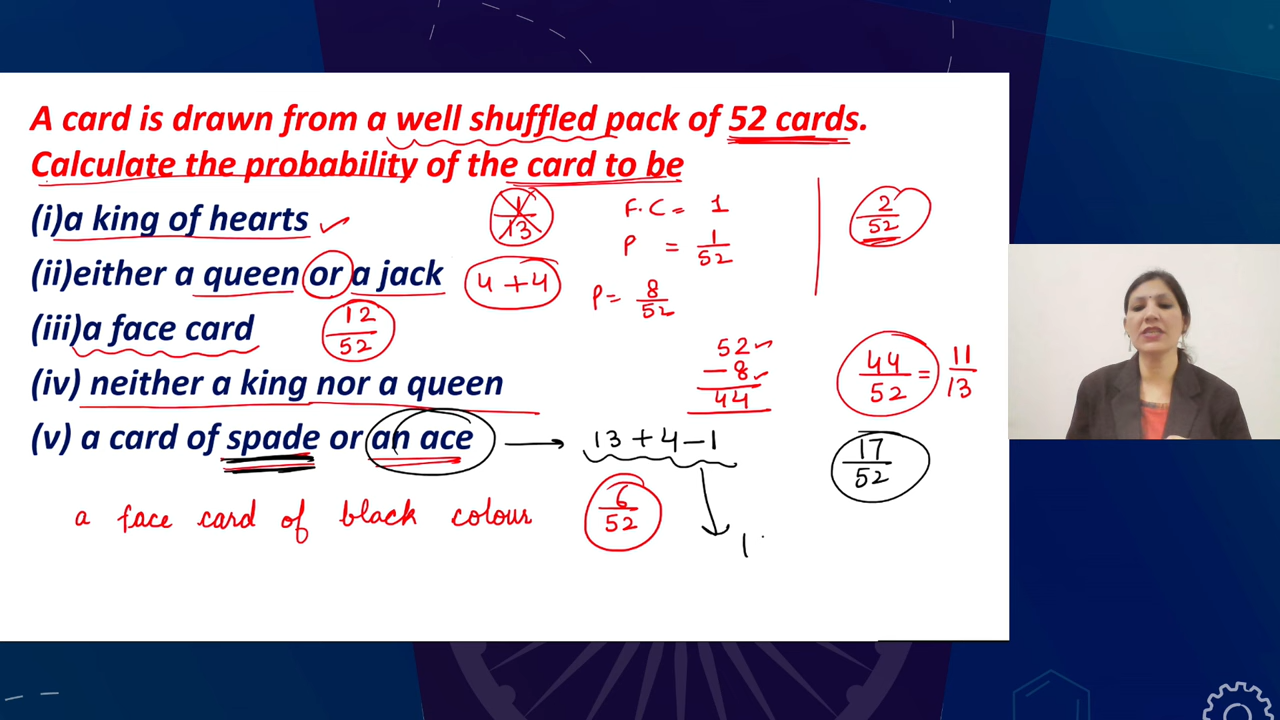 A card is drawn from a well shuffled pack of 52 cards.
Calculate the probability of the card to be
(i)a king of hearts 1/13 F.C = 1 2/52
P = 1/52
(ii)either a queen or a jack 4 + 4 P = 8/52
(iii)a face card 12/52
52
- 8
44
44/52 = 11/13
(iv) neither a king nor a queen
(v) a card of spade or an ace 13 + 4 - 1 17/52
a face card of black colour 6/52
1